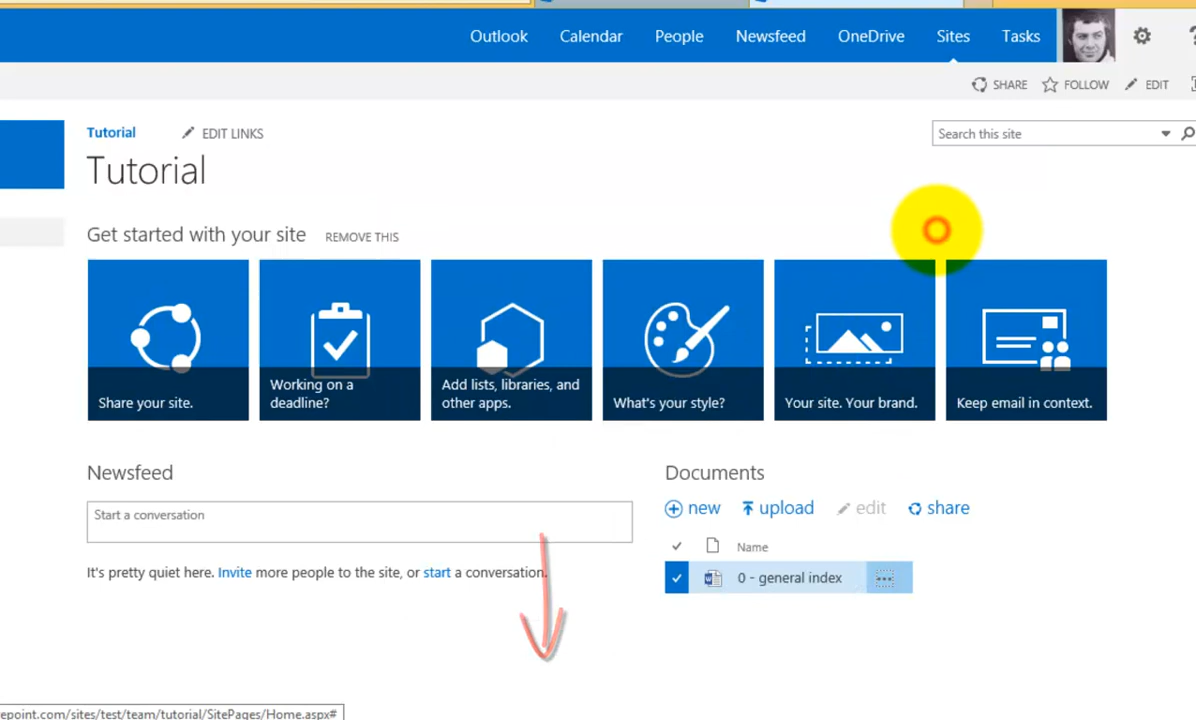 Outlook Calendar People Newsfeed OneDrive Sites Tasks ?
SHARE FOLLOW EDIT
Tutorial EDIT LINKS
Search this site
Tutorial
Get started with your site REMOVE THIS
Share your site.
Working on a
deadline?
Add lists, libraries, and
other apps.
What's your style?
Your site. Your brand.
Keep email in context.
Newsfeed
Start a conversation
It's pretty quiet here. Invite more people to the site, or start a conversation.
Documents
new upload edit share
Name
0 - general index ...
epoint.com/sites/test/team/tutorial/SitePages/Home.aspx#